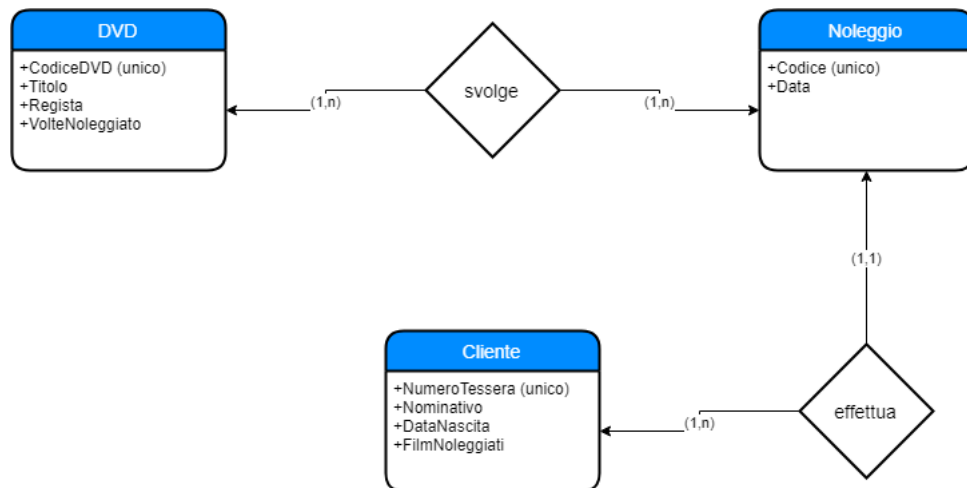 DVD
+CodiceDVD (unico)
+Titolo
+Regista
+VolteNoleggiato
(1,n)
svolge
(1,n)
Noleggio
+Codice (unico)
+Data
(1,1)
Cliente
+NumeroTessera (unico)
+Nominativo
+DataNascita
+FilmNoleggiati
(1,n)
effettua